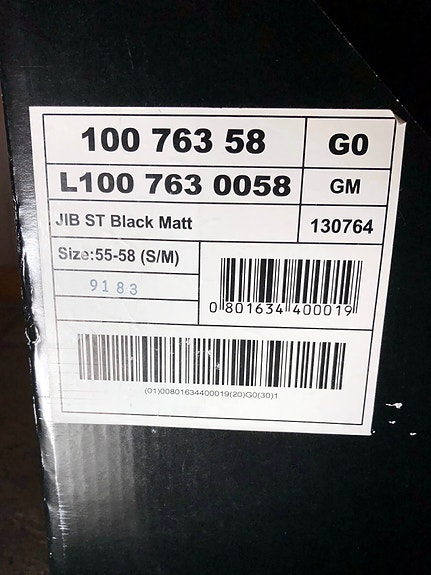 100 763 58
G0
L100 763 0058
GM
JIB ST Black Matt
130764
Size:55-58 (S/M)
9183
0 801634 400019
(01)00801634400019(20)G0(30)1